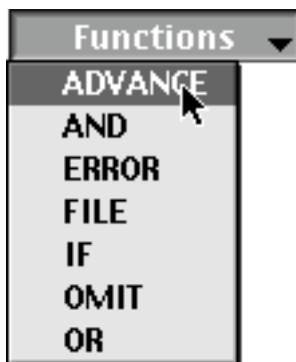 Functions
ADVANCE
AND
ERROR
FILE
IF
OMIT
OR